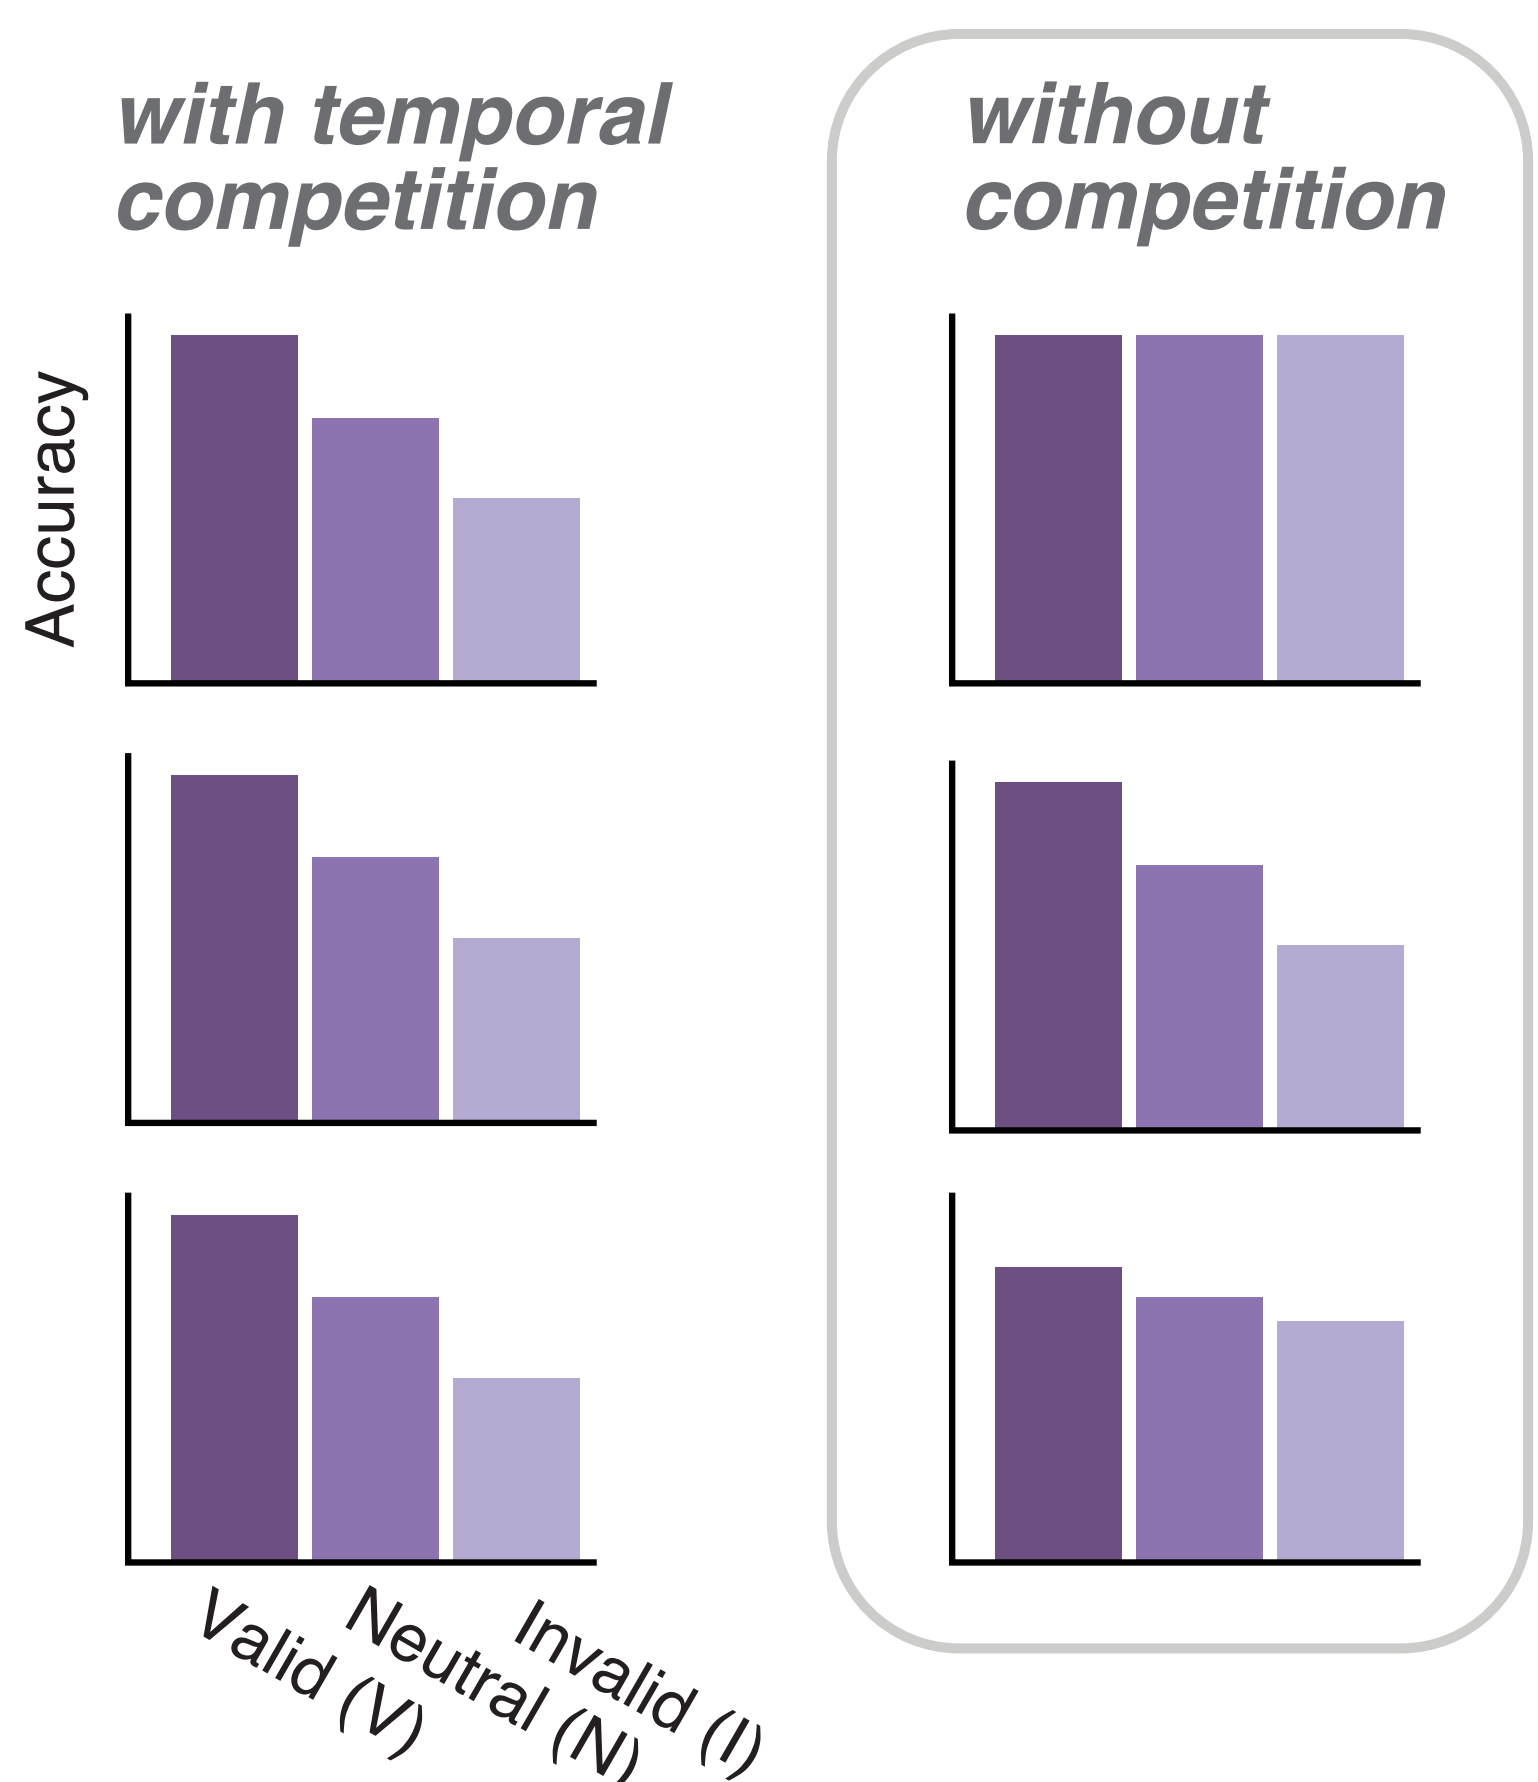 with temporal
competition
without
competition
Accuracy
Valid (V)
Neutral (N)
Invalid (I)